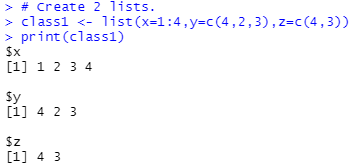 > # Create 2 lists.
> class1 <- list(x=1:4,y=c(4,2,3),z=c(4,3))
> print(class1)
$x
[1] 1 2 3 4
$y
[1] 4 2 3
$z
[1] 4 3